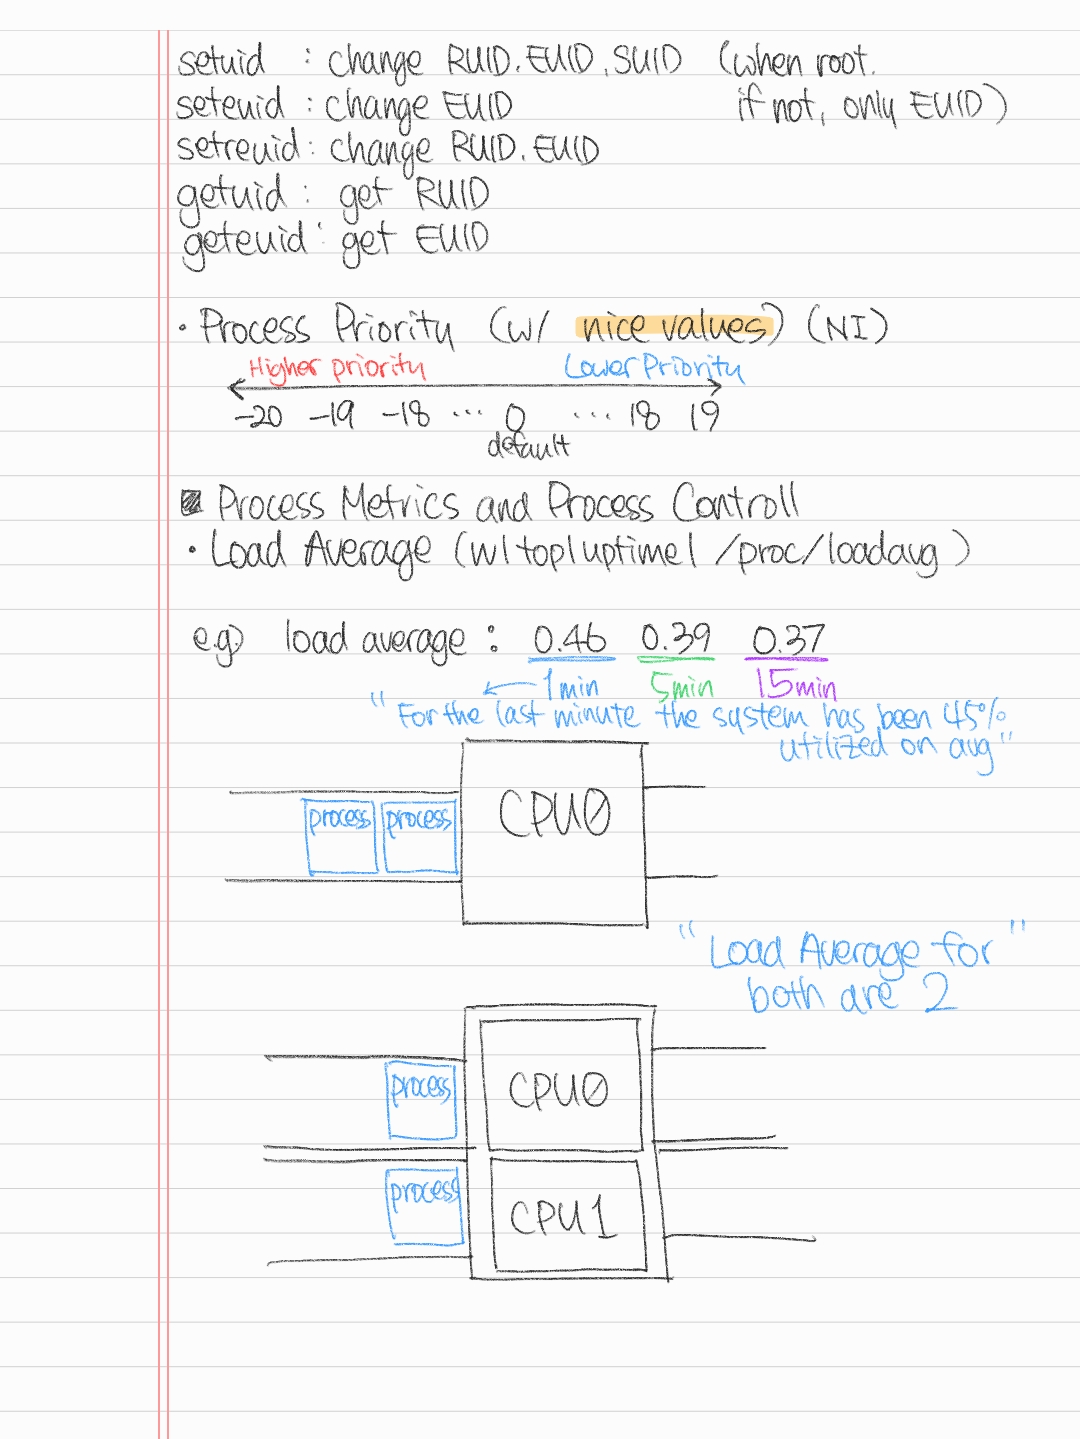 setuid : change RUID.EUID.SUID (when root.
seteuid : change EUID if not, only EUID)
setreuid : change RUID.EUID
getuid : get RUID
geteuid : get EUID
· Process Priority (w/ nice values) (NI)
Higher priority Lower Priority
-20 -19 -18 ... 0 ... 18 19
default
Process Metrics and Process Controll
· Load Average (w/top|uptime| /proc/loadavg)
e.g) load average : 0.46 0.39 0.37
← 1min 5min 15min
"For the last minute the system has been 45%
utilized on avg"
CPU0
process process
"Load Average for"
both are 2
process CPU0
process CPU1